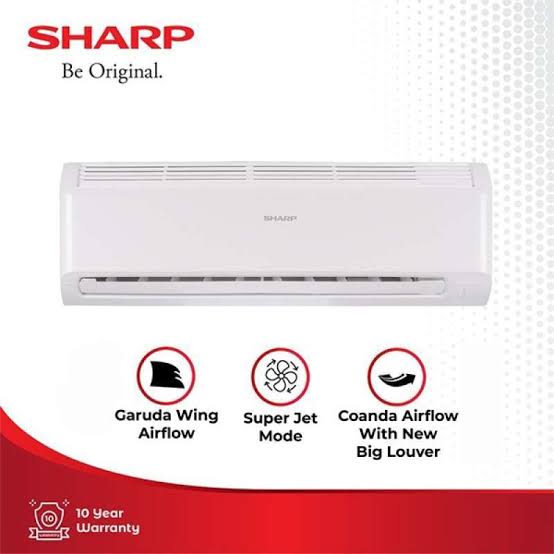 SHARP
Be Original.
SHARP
Garuda Wing
Airflow
Super Jet
Mode
Coanda Airflow
With New
Big Louver
10
10 Year
Warranty